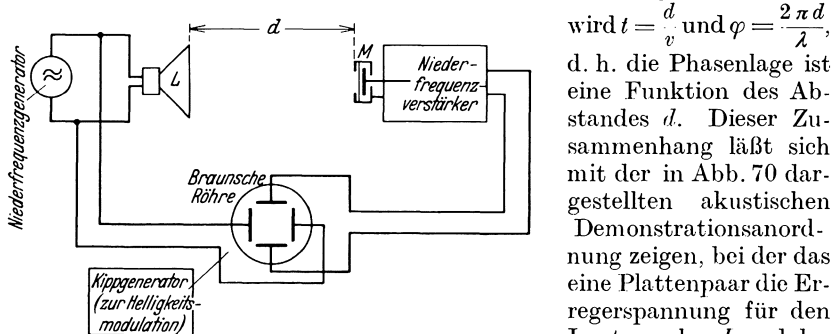 Niederfrequenzgenerator
≈
L
d
M
Nieder-
frequenz-
verstärker
Braunsche
Röhre
Kippgenerator
(zur Helligkeits-
modulation)
wird t = d/v und φ = 2 π d/λ,
d. h. die Phasenlage ist
eine Funktion des Ab-
standes d. Dieser Zu-
sammenhang läßt sich
mit der in Abb. 70 dar-
gestellten akustischen
Demonstrationsanord-
nung zeigen, bei der das
eine Plattenpaar die Er-
regerspannung für den